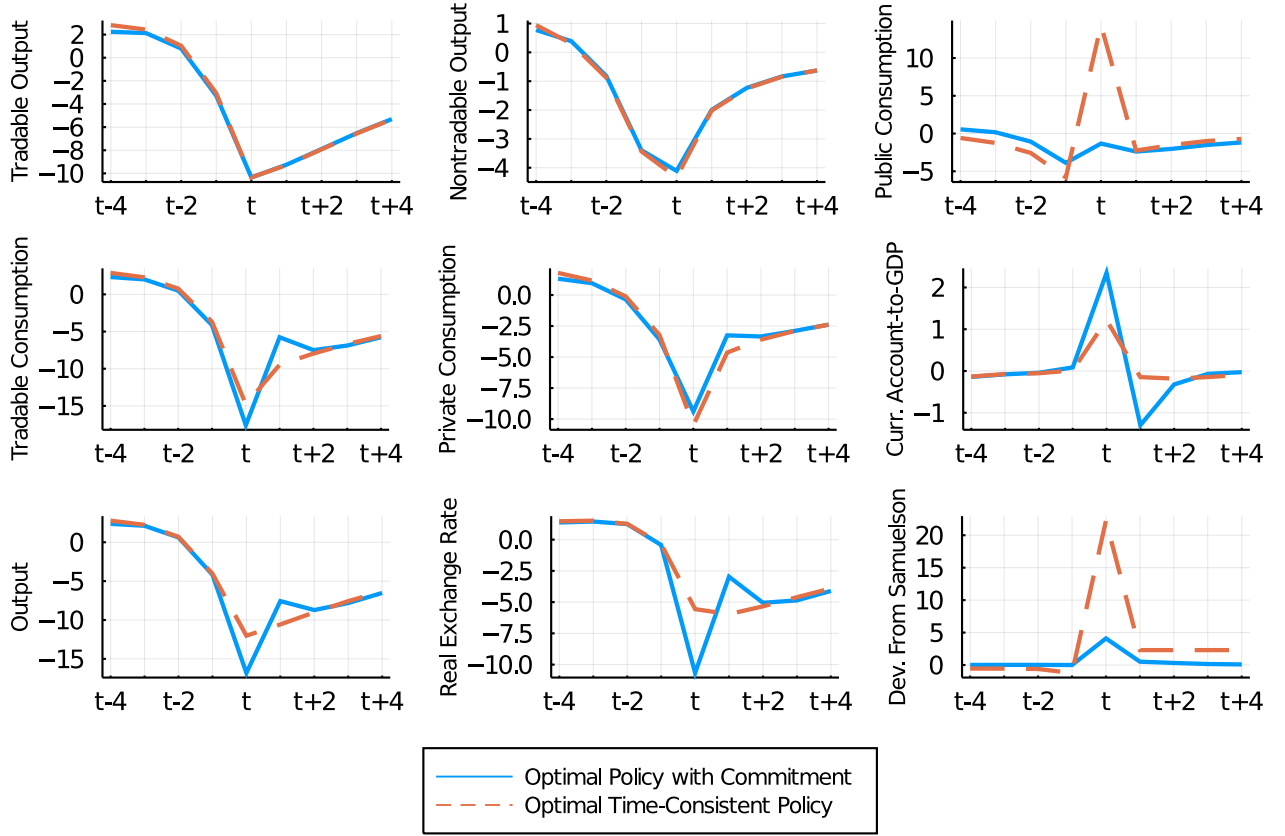 Tradable Output
2
0
−2
−4
−6
−8
−10
t-4
t-2
t
t+2
t+4
Nontradable Output
1
0
−1
−2
−3
−4
t-4
t-2
t
t+2
t+4
Public Consumption
10
5
0
−5
t-4
t-2
t
t+2
t+4
Tradable Consumption
0
−5
−10
−15
t-4
t-2
t
t+2
t+4
Private Consumption
0.0
−2.5
−5.0
−7.5
−10.0
t-4
t-2
t
t+2
t+4
Curr. Account-to-GDP
2
1
0
−1
t-4
t-2
t
t+2
t+4
Output
0
−5
−10
−15
t-4
t-2
t
t+2
t+4
Real Exchange Rate
0.0
−2.5
−5.0
−7.5
−10.0
t-4
t-2
t
t+2
t+4
Dev. From Samuelson
20
15
10
5
0
t-4
t-2
t
t+2
t+4
Optimal Policy with Commitment
Optimal Time-Consistent Policy